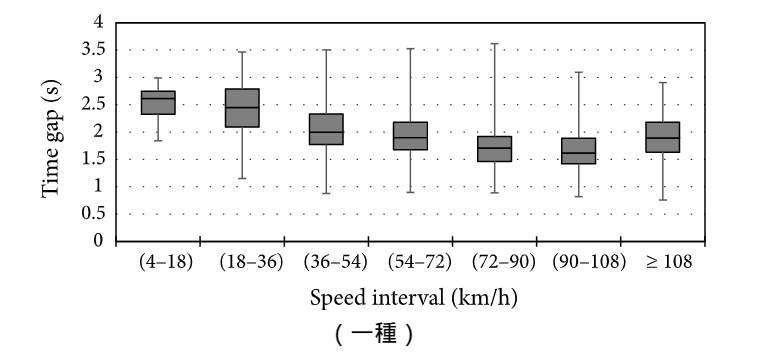 4
3.5
3
2.5
2
1.5
1
0.5
0
Time gap (s)
(4–18) (18–36) (36–54) (54–72) (72–90) (90–108) ≥ 108
Speed interval (km/h)
(一種)